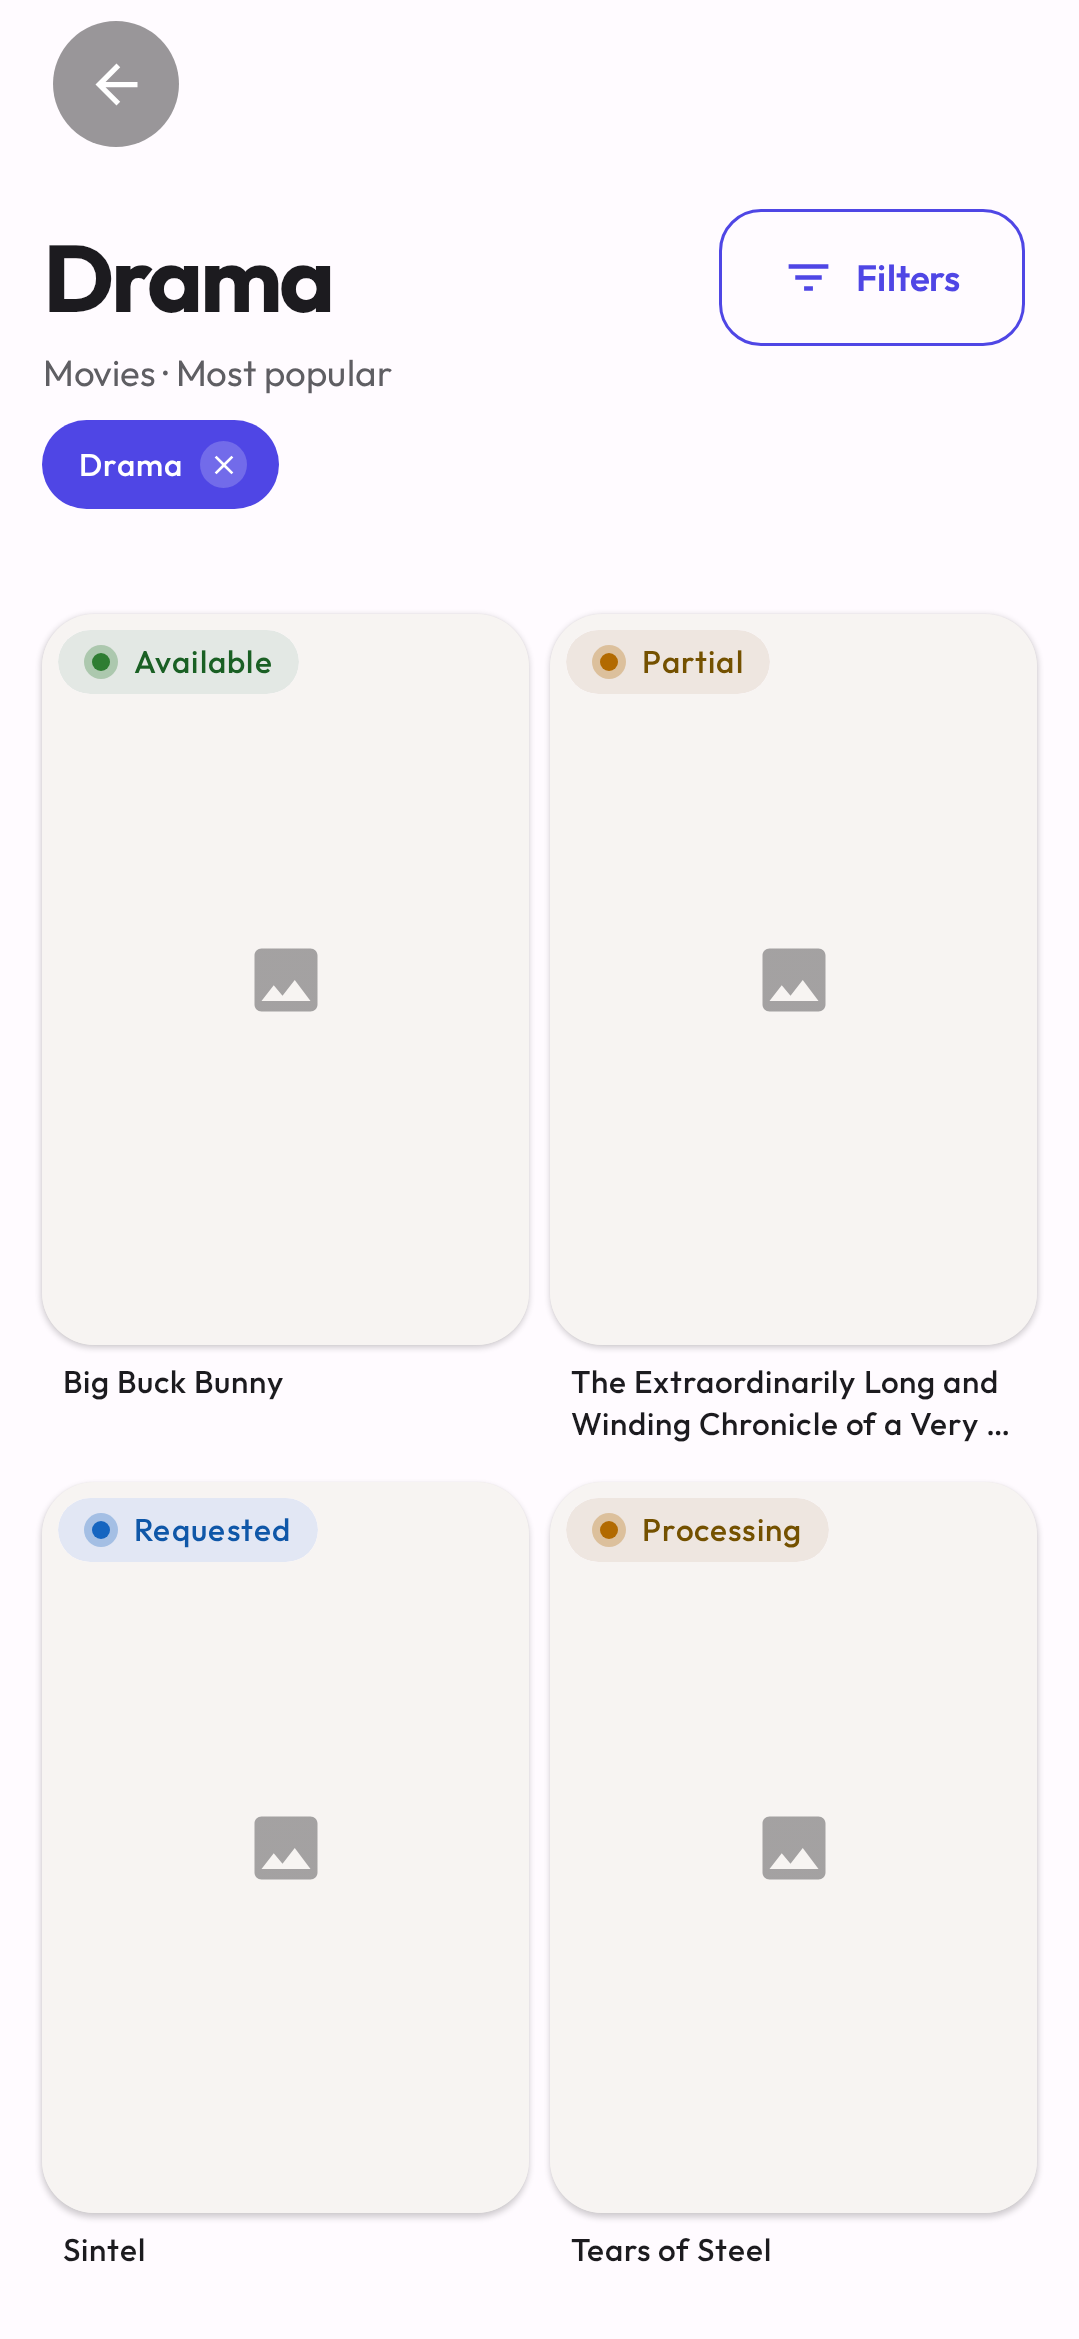 Drama
Filters
Movies · Most popular
Drama
Available
Partial
Big Buck Bunny
The Extraordinarily Long and
Winding Chronicle of a Very ...
Requested
Processing
Sintel
Tears of Steel